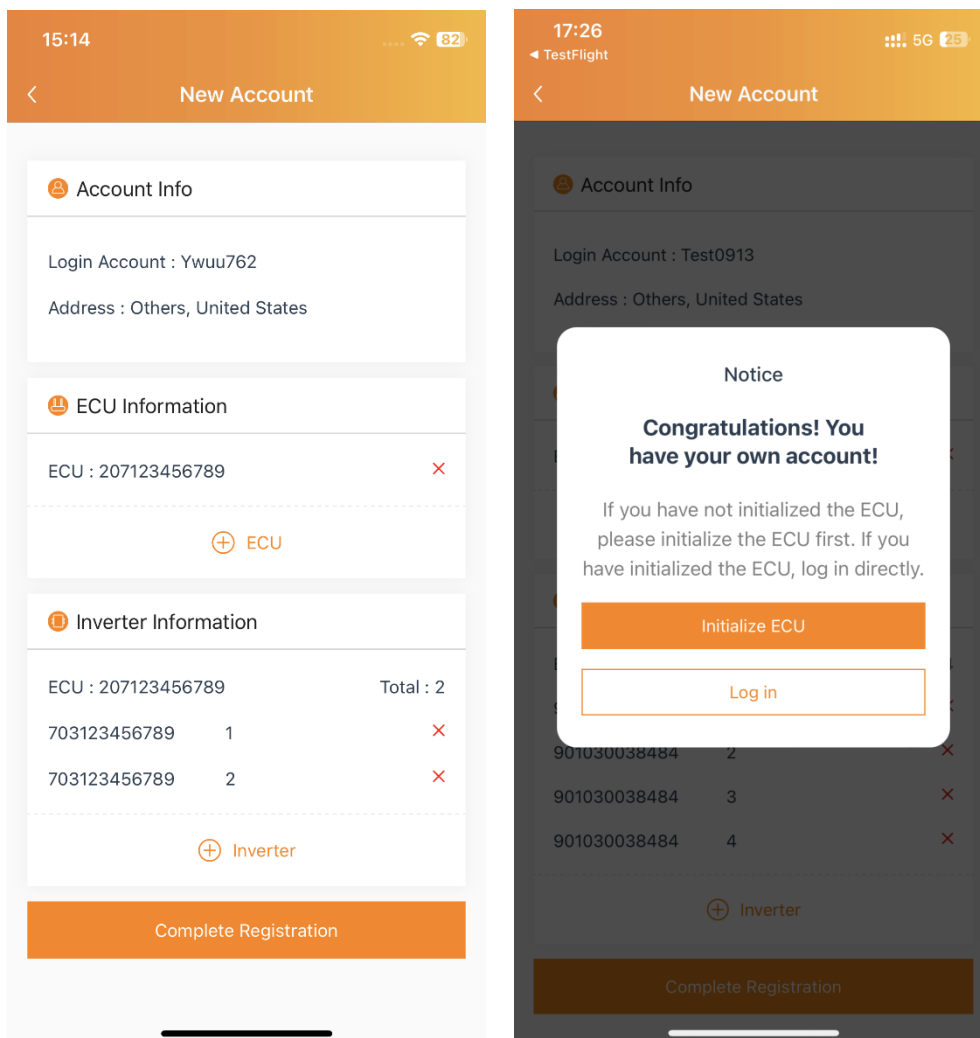 15:14
82
New Account
Account Info
Login Account : Ywuu762
Address : Others, United States
ECU Information
ECU : 207123456789
ECU
Inverter Information
ECU : 207123456789 Total : 2
703123456789 1
703123456789 2
Inverter
Complete Registration
17:26
5G 25
◀ TestFlight
New Account
Account Info
Login Account : Test0913
Address : Others, United States
Notice
Congratulations! You
have your own account!
If you have not initialized the ECU,
please initialize the ECU first. If you
have initialized the ECU, log in directly.
Initialize ECU
Log in
901030038484 2
901030038484 3
901030038484 4
Inverter
Complete Registration